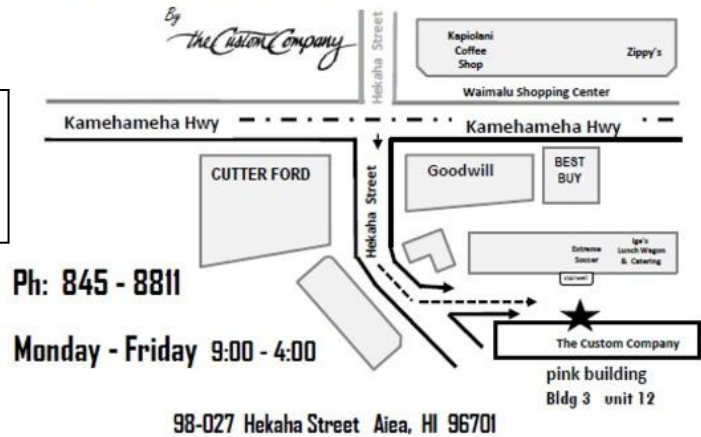 By
the Custom Company
Hekaha Street
Kapiolani
Coffee
Shop
Zippy's
Waimalu Shopping Center
Kamehameha Hwy
Kamehameha Hwy
CUTTER FORD
Hekaha Street
Goodwill
BEST
BUY
Extreme
Soccer
Ige's
Lunch Wagon
& Catering
Ph: 845 - 8811
Monday - Friday 9:00 - 4:00
The Custom Company
pink building
Bldg 3 unit 12
98-027 Hekaha Street Aiea, HI 96701